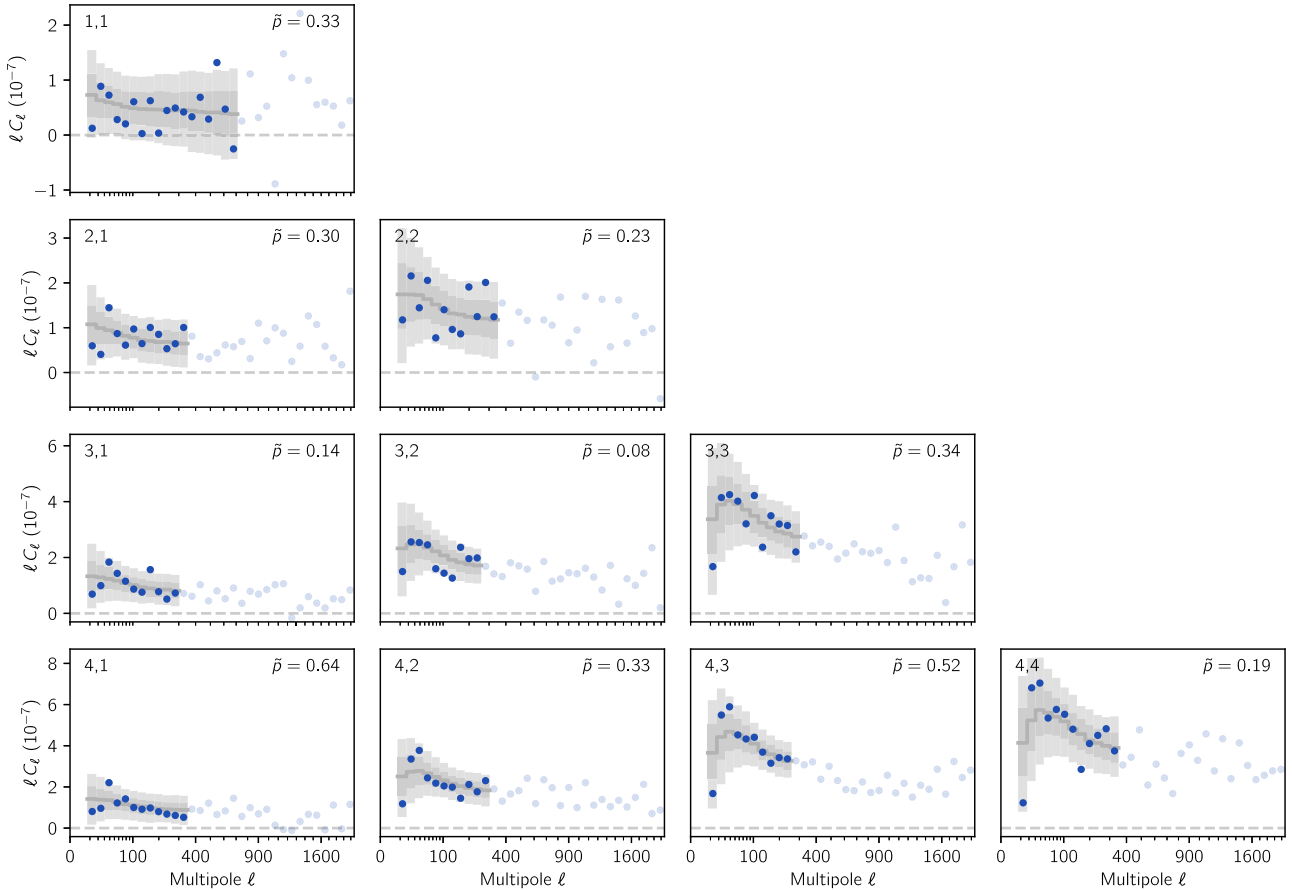 1,1 p̃ = 0.33
2
1
0
−1
ℓ C_ℓ (10⁻⁷)
2,1 p̃ = 0.30
3
2
1
0
ℓ C_ℓ (10⁻⁷)
2,2 p̃ = 0.23
3,1 p̃ = 0.14
6
4
2
0
ℓ C_ℓ (10⁻⁷)
3,2 p̃ = 0.08
3,3 p̃ = 0.34
4,1 p̃ = 0.64
8
6
4
2
0
ℓ C_ℓ (10⁻⁷)
0 100 400 900 1600
Multipole ℓ
4,2 p̃ = 0.33
0 100 400 900 1600
Multipole ℓ
4,3 p̃ = 0.52
0 100 400 900 1600
Multipole ℓ
4,4 p̃ = 0.19
0 100 400 900 1600
Multipole ℓ